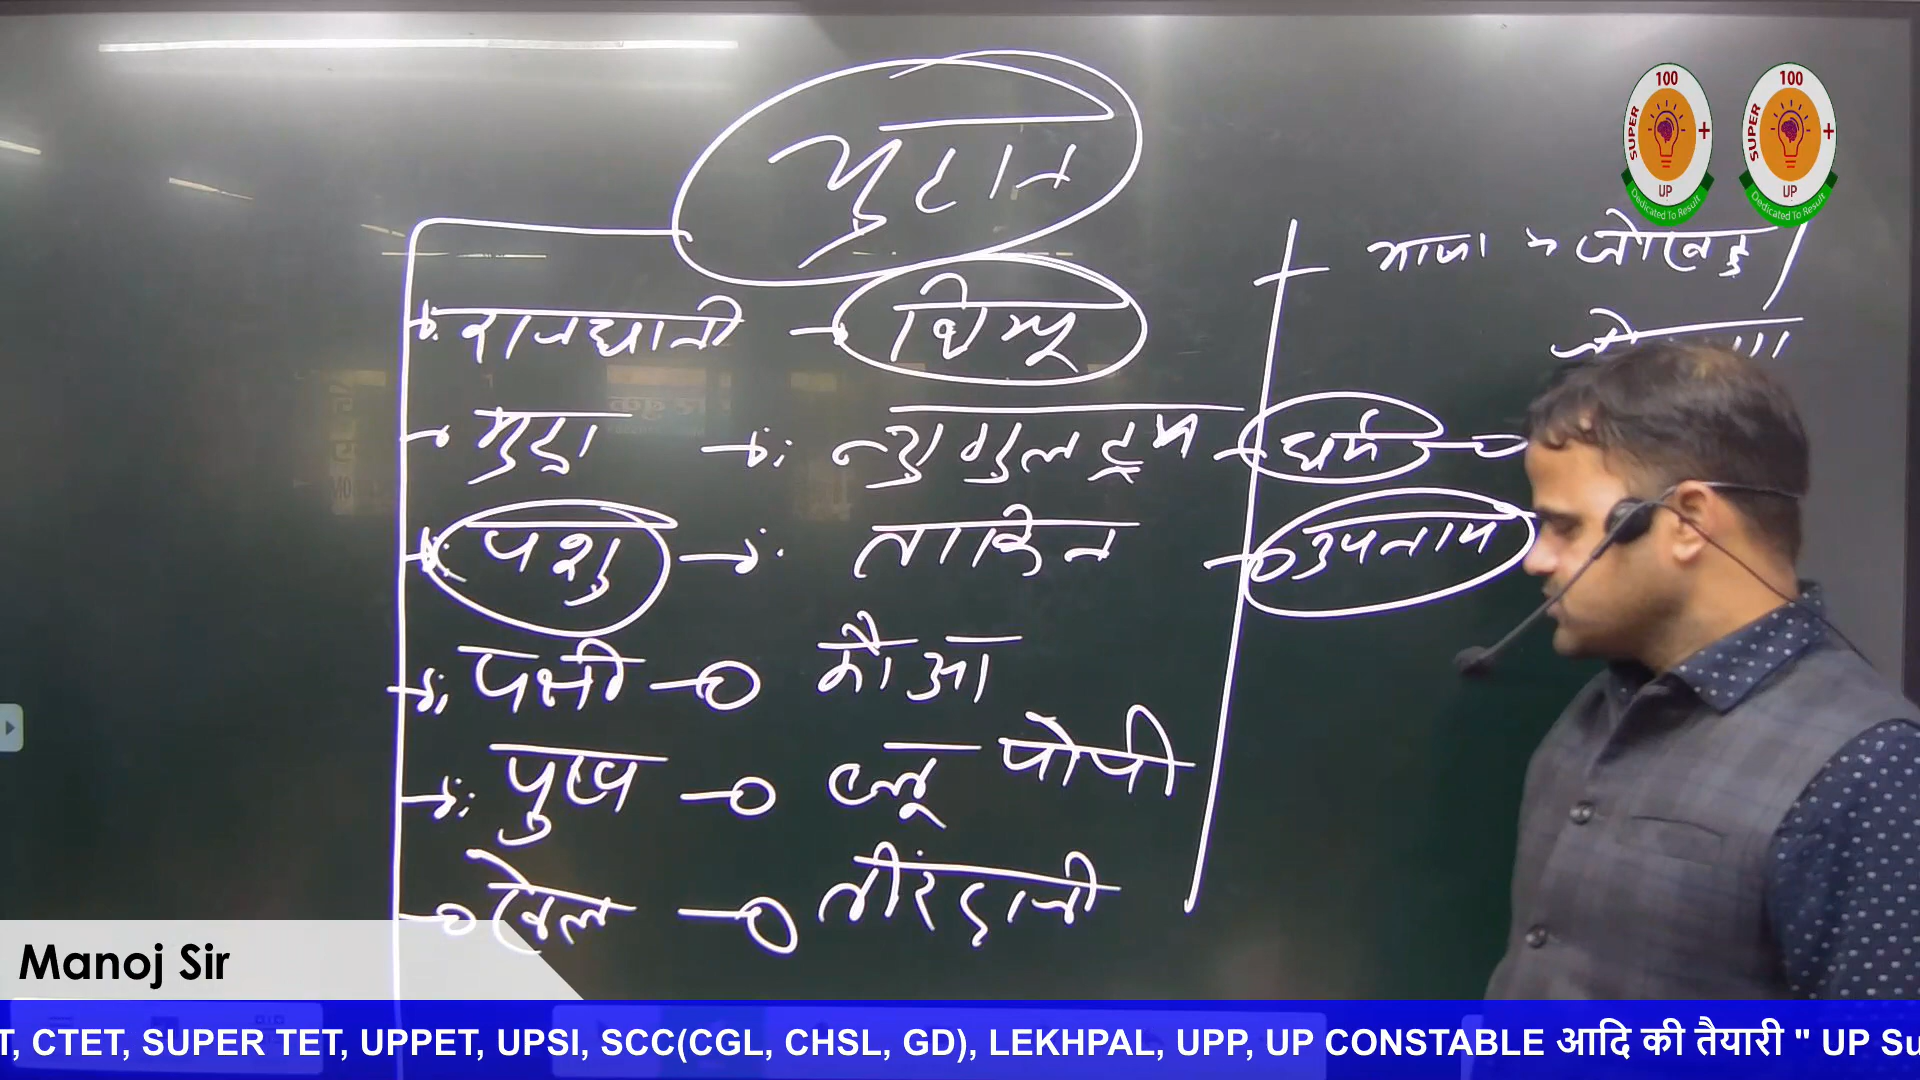 भुटान
राजधानी थिम्पू
मुद्रा न्गुगुलट्रम
पशु ताकिन
पक्षी कौआ
पुष्प ब्लू पोपी
खेल तीरंदाजी
भाषा जोनखु
धर्म
उपनाम
100
SUPER
+
UP
Dedicated To Result
100
SUPER
+
UP
Dedicated To Result
Manoj Sir
T, CTET, SUPER TET, UPPET, UPSI, SCC(CGL, CHSL, GD), LEKHPAL, UPP, UP CONSTABLE आदि की तैयारी " UP Su